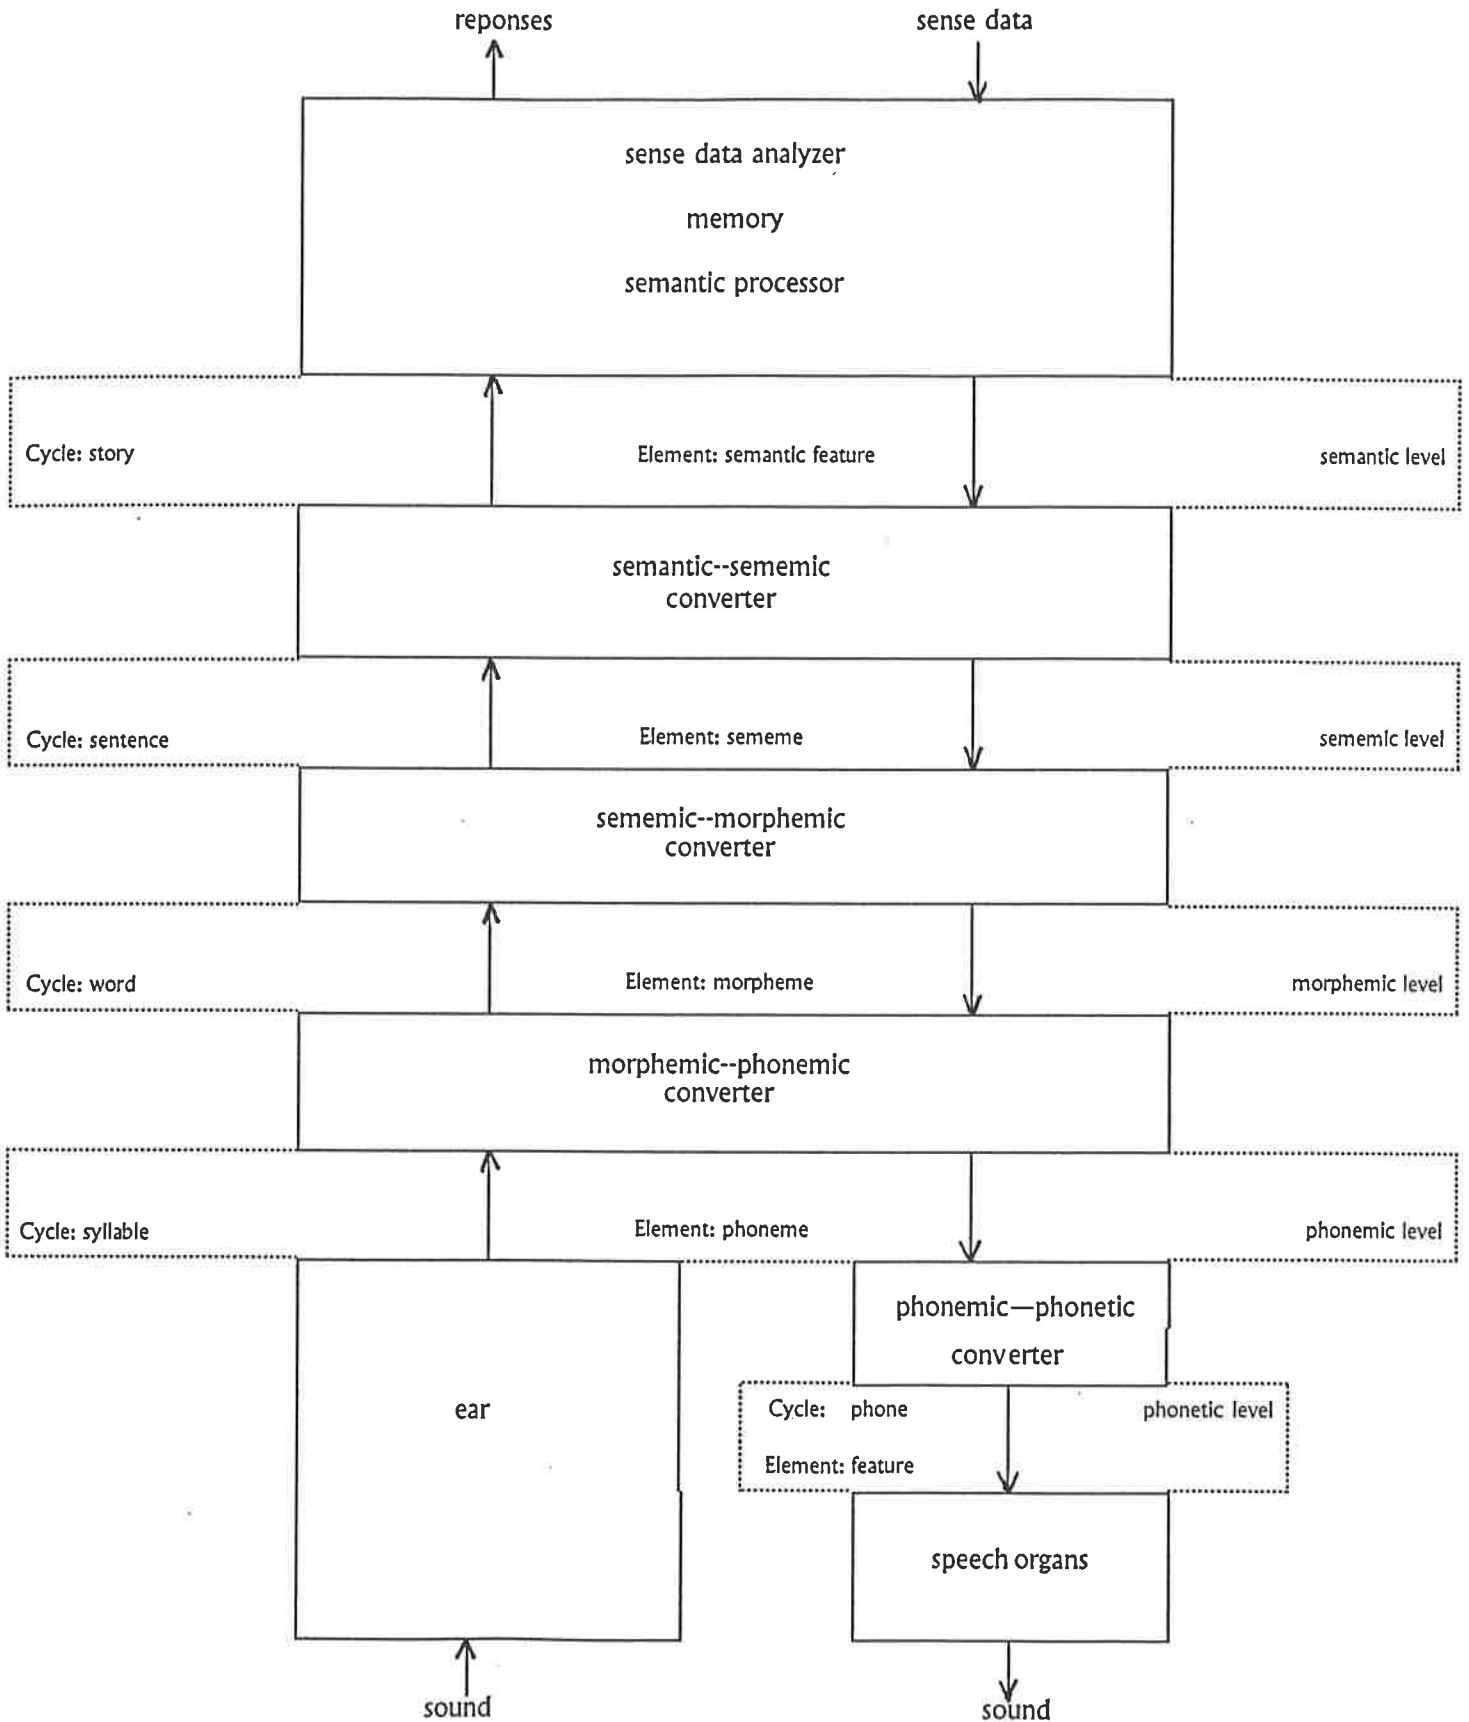 reponses
sense data
sense data analyzer
memory
semantic processor
Cycle: story
Element: semantic feature
semantic level
semantic--sememic
converter
Cycle: sentence
Element: sememe
sememic level
sememic--morphemic
converter
Cycle: word
Element: morpheme
morphemic level
morphemic--phonemic
converter
Cycle: syllable
Element: phoneme
phonemic level
phonemic—phonetic
converter
ear
Cycle: phone
phonetic level
Element: feature
speech organs
sound
sound